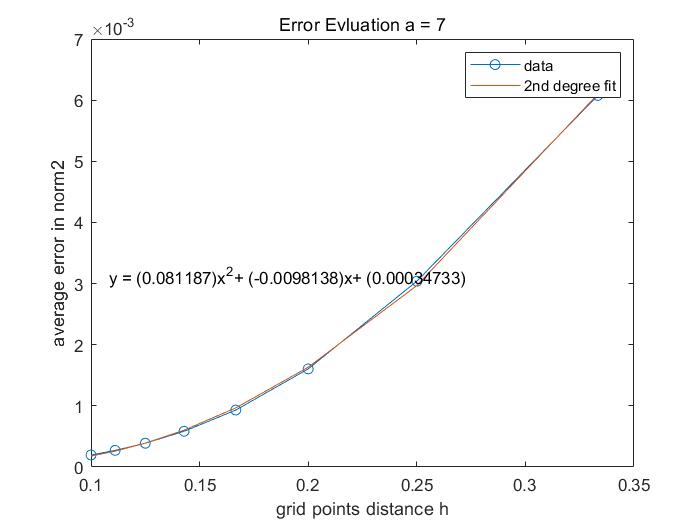 Error Evluation a = 7
×10-3
data
2nd degree fit
7
6
5
4
3
2
1
0
average error in norm2
y = (0.081187)x2+ (-0.0098138)x+ (0.00034733)
0.1 0.15 0.2 0.25 0.3 0.35
grid points distance h